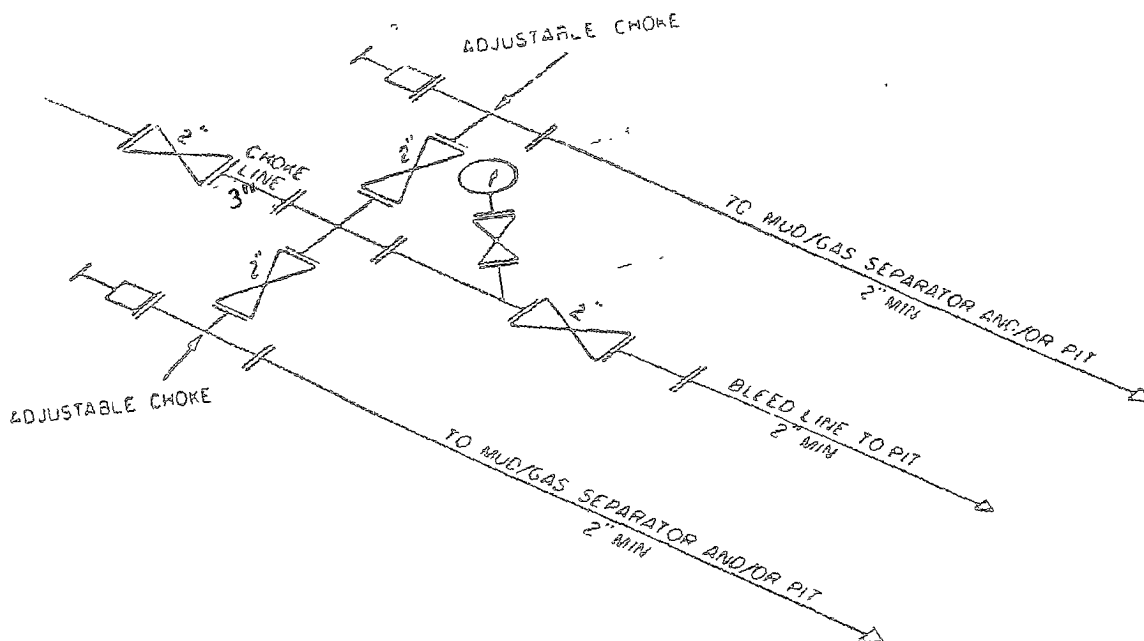 ADJUSTABLE CHOKE
2"
CHOKE
LINE
3"
2"
P
2"
2"
TO MUD/GAS SEPARATOR AND/OR PIT
2" MIN
BLEED LINE TO PIT
2" MIN
ADJUSTABLE CHOKE
TO MUD/GAS SEPARATOR AND/OR PIT
2" MIN